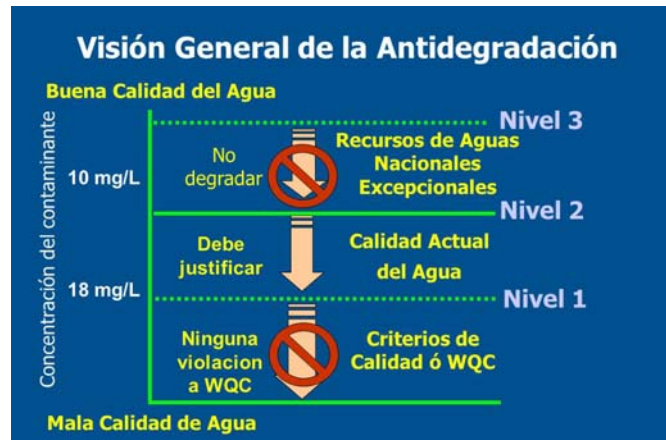 Visión General de la Antidegradación
Buena Calidad del Agua
Concentración del contaminante
Nivel 3
No
degradar
Recursos de Aguas
Nacionales
Excepcionales
10 mg/L
Nivel 2
Debe
justificar
Calidad Actual
del Agua
18 mg/L
Nivel 1
Ninguna
violacion
a WQC
Criterios de
Calidad ó WQC
Mala Calidad de Agua